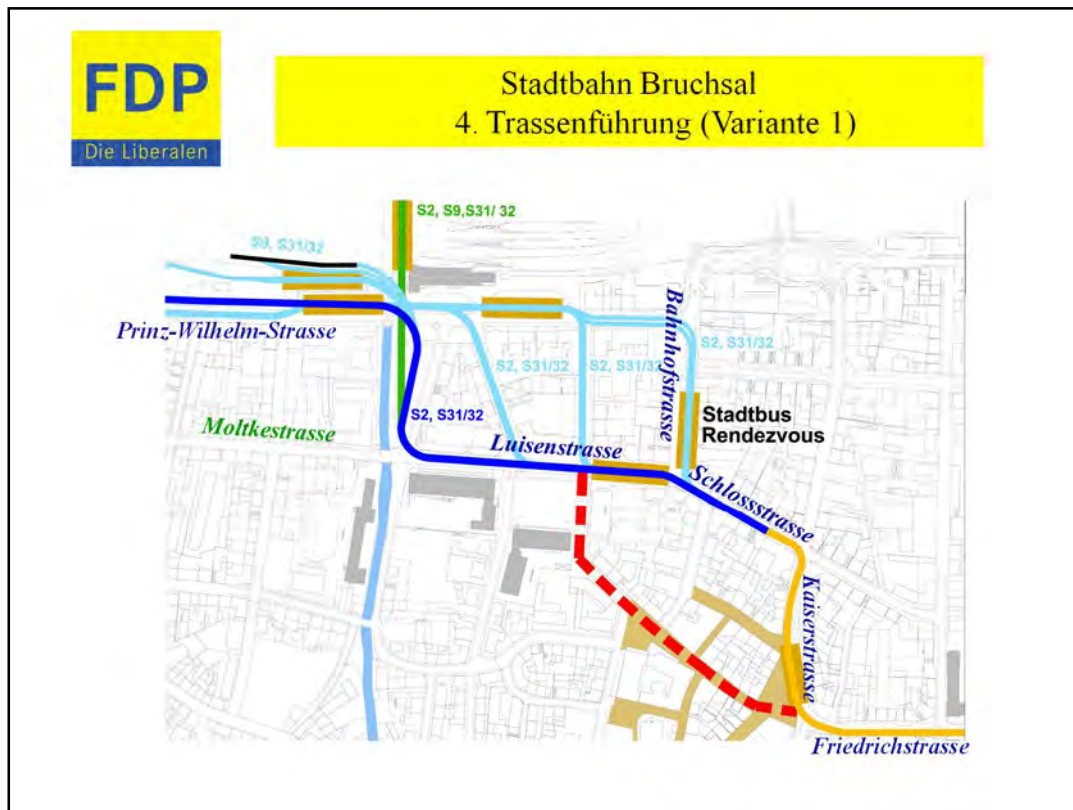 FDP
Die Liberalen
Stadtbahn Bruchsal
4. Trassenführung (Variante 1)
S2, S9,S31/ 32
S9, S31/32
Prinz-Wilhelm-Strasse
Bahnhofstrasse
S2, S31/32
S2, S31/32
S2, S31/32
S2, S31/32
Moltkestrasse
Luisenstrasse
Stadtbus
Rendezvous
Schlossstrasse
Kaiserstrasse
Friedrichstrasse